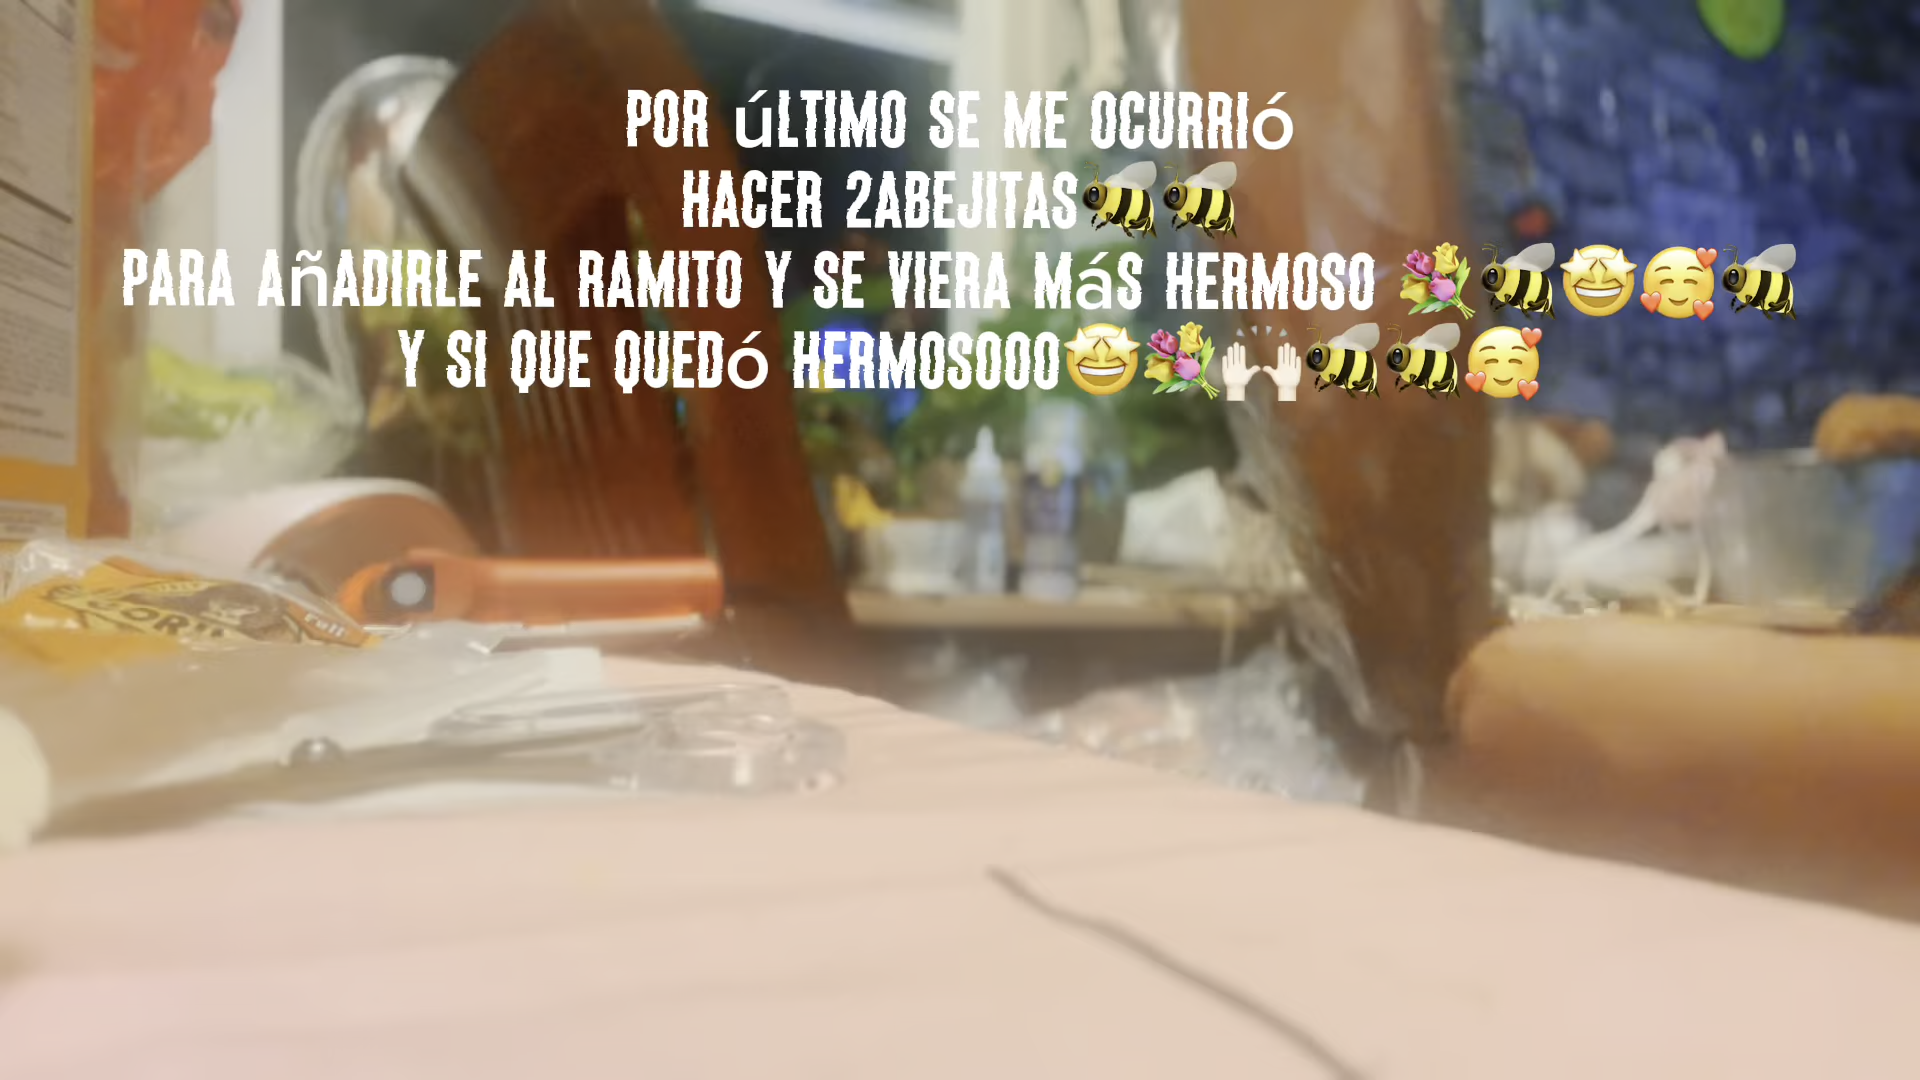 POR úLTIMO SE ME OCURRIó
HACER 2ABEJITAS🐝🐝
PARA AñADIRLE AL RAMITO Y SE VIERA MáS HERMOSO 💐🐝🤩🥰🐝
Y SI QUE QUEDó HERMOSOOO🤩💐🙌🏻🐝🐝🥰